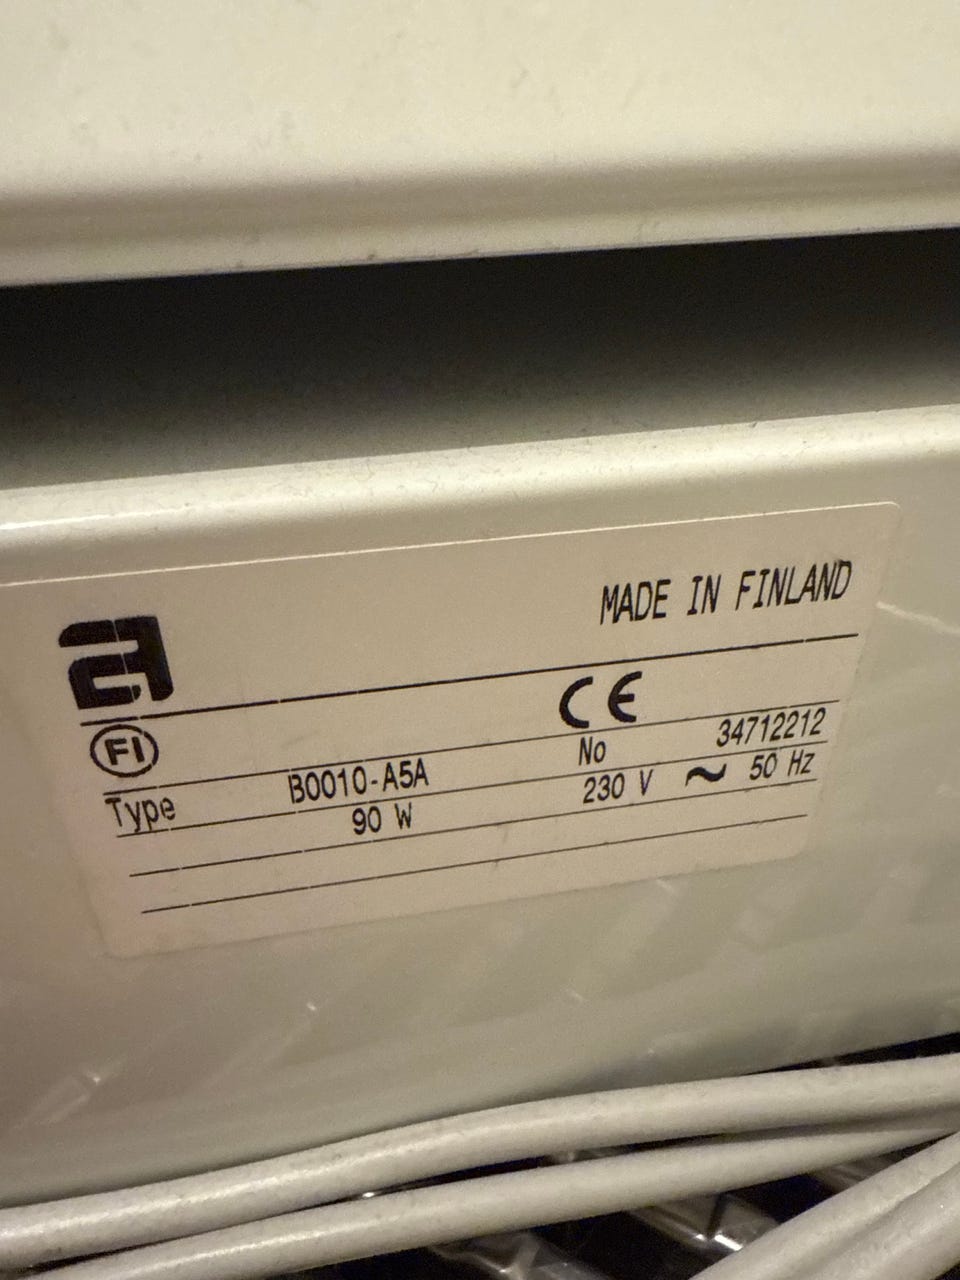 MADE IN FINLAND
FI
CE
Type B0010-A5A No 34712212
90 W 230 V ~ 50 Hz